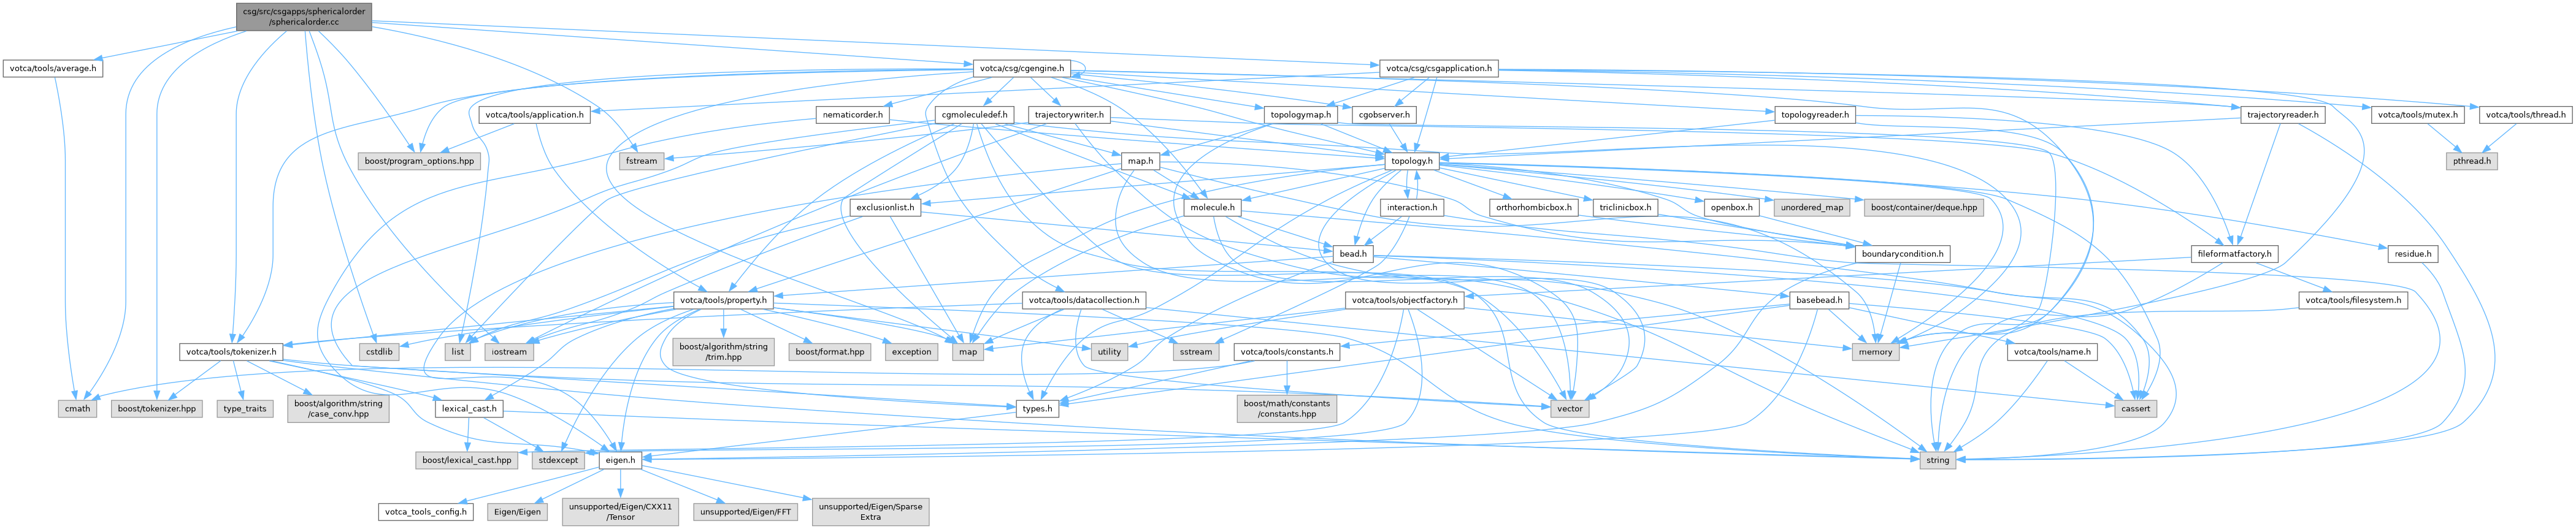 csg/src/csgapps/sphericalorder
/sphericalorder.cc
votca/tools/average.h
votca/csg/cgengine.h
votca/csg/csgapplication.h
votca/tools/application.h
nematicorder.h
cgmoleculedef.h
trajectorywriter.h
topologymap.h
cgobserver.h
topologyreader.h
trajectoryreader.h
votca/tools/mutex.h
votca/tools/thread.h
boost/program_options.hpp
fstream
map.h
topology.h
pthread.h
exclusionlist.h
molecule.h
interaction.h
orthorhombicbox.h
triclinicbox.h
openbox.h
unordered_map
boost/container/deque.hpp
bead.h
boundarycondition.h
fileformatfactory.h
residue.h
votca/tools/property.h
votca/tools/datacollection.h
votca/tools/objectfactory.h
basebead.h
votca/tools/filesystem.h
votca/tools/tokenizer.h
cstdlib
list
iostream
boost/algorithm/string
/trim.hpp
boost/format.hpp
exception
map
utility
sstream
votca/tools/constants.h
memory
votca/tools/name.h
cmath
boost/tokenizer.hpp
type_traits
boost/algorithm/string
/case_conv.hpp
lexical_cast.h
types.h
boost/math/constants
/constants.hpp
vector
cassert
boost/lexical_cast.hpp
stdexcept
eigen.h
string
votca_tools_config.h
Eigen/Eigen
unsupported/Eigen/CXX11
/Tensor
unsupported/Eigen/FFT
unsupported/Eigen/Sparse
Extra